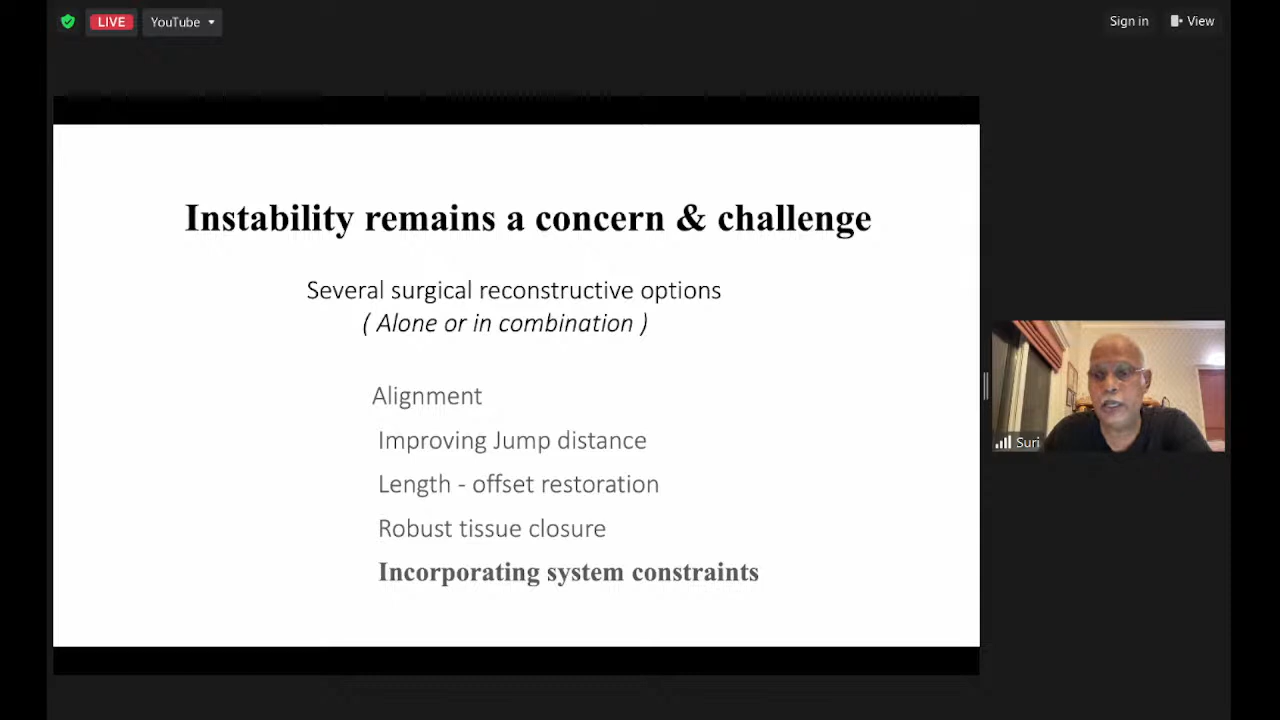 LIVE
YouTube
Sign in
View
Instability remains a concern & challenge
Several surgical reconstructive options
( Alone or in combination )
Alignment
Improving Jump distance
Length - offset restoration
Robust tissue closure
Incorporating system constraints
Suri